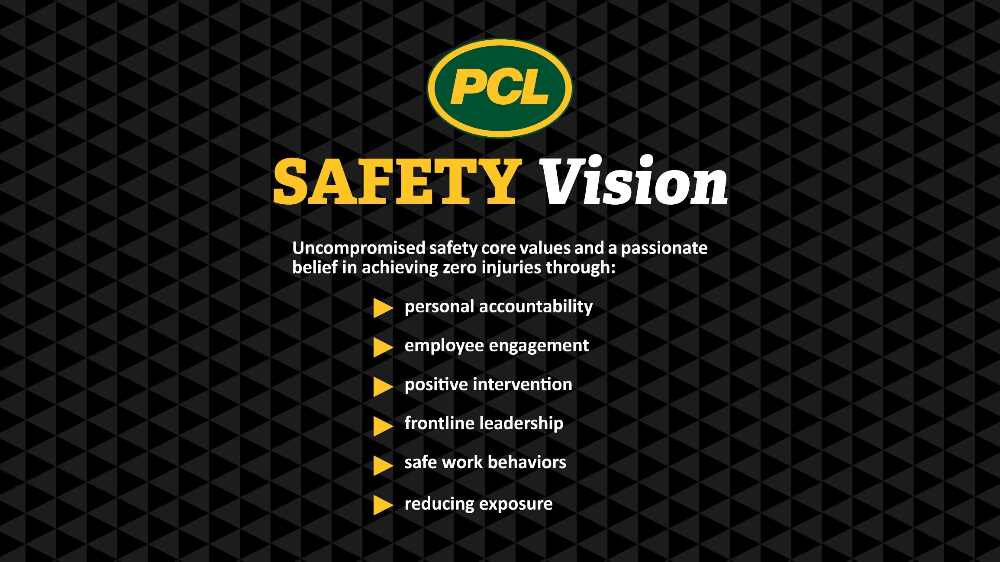 PCL
SAFETY Vision
Uncompromised safety core values and a passionate
belief in achieving zero injuries through:
personal accountability
employee engagement
positive intervention
frontline leadership
safe work behaviors
reducing exposure